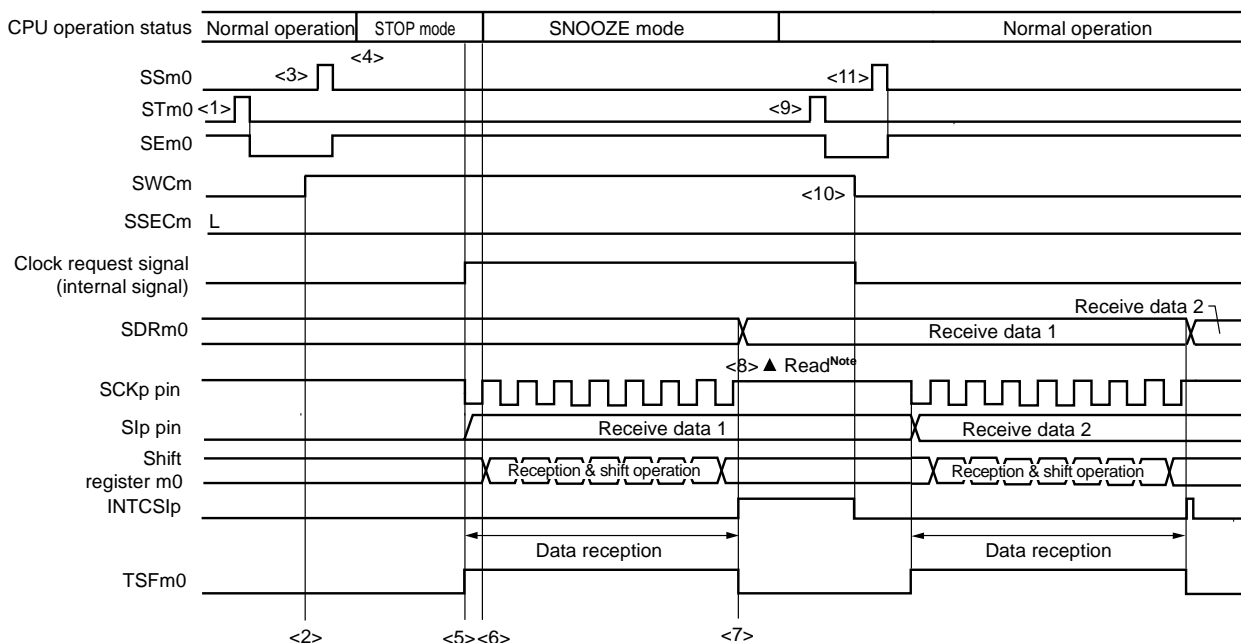 CPU operation status Normal operation STOP mode SNOOZE mode Normal operation
<4>
SSm0 <3> <11>
STm0 <1> <9>
SEm0
SWCm <10>
SSECm L
Clock request signal
(internal signal)
Receive data 2
SDRm0 Receive data 1
<8> ▲ Read Note
SCKp pin
SIp pin Receive data 1 Receive data 2
Shift
register m0 Reception & shift operation Reception & shift operation
INTCSIp
Data reception Data reception
TSFm0
<2> <5> <6> <7>